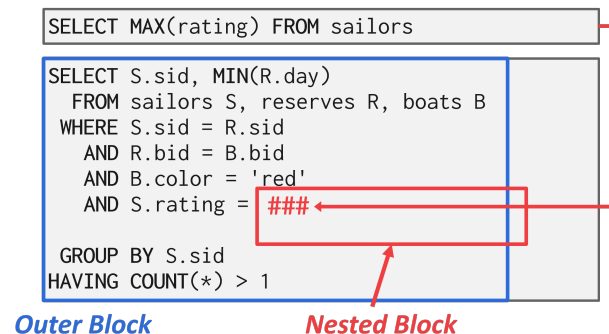 SELECT MAX(rating) FROM sailors
SELECT S.sid, MIN(R.day)
FROM sailors S, reserves R, boats B
WHERE S.sid = R.sid
AND R.bid = B.bid
AND B.color = 'red'
AND S.rating = ###
GROUP BY S.sid
HAVING COUNT(*) > 1
Outer Block
Nested Block